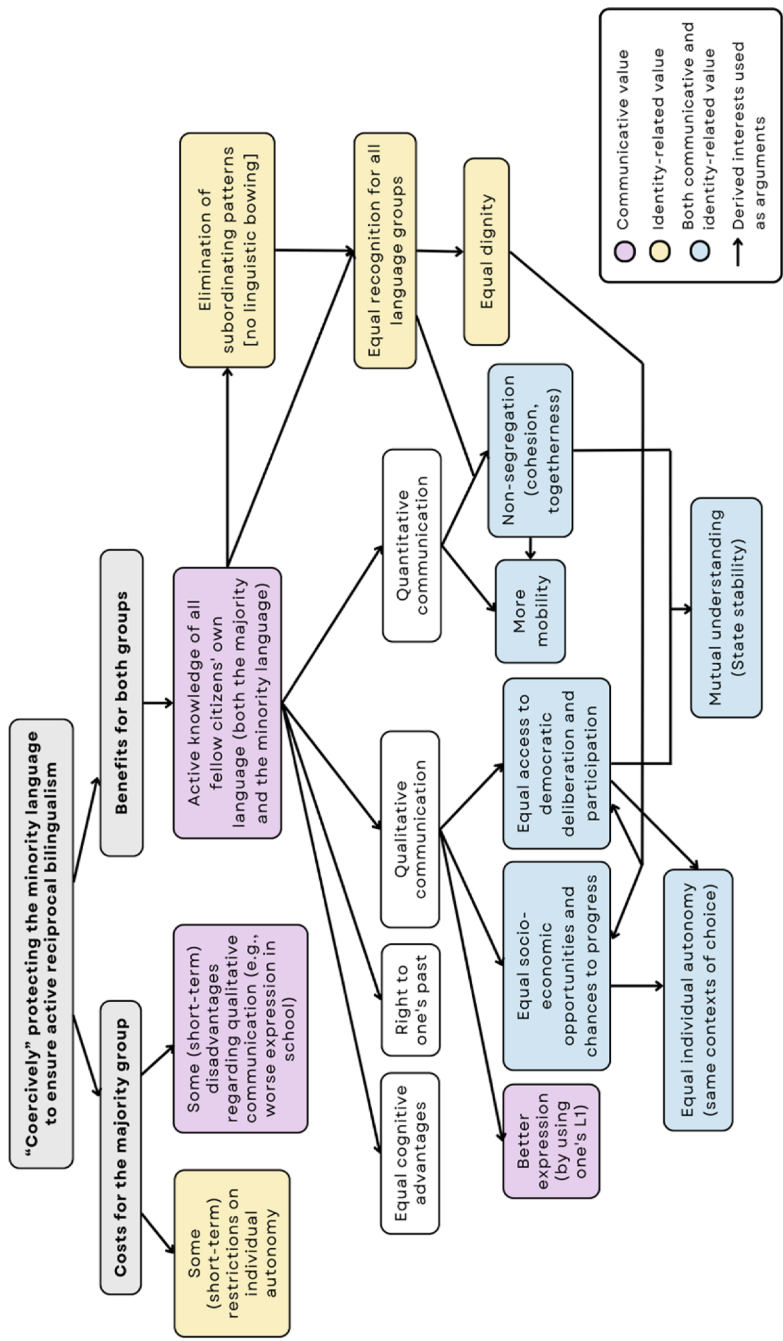 “Coercively” protecting the minority language
to ensure active reciprocal bilingualism
Costs for the majority group
Benefits for both groups
Some
(short-term)
restrictions on
individual
autonomy
Some (short-term)
disadvantages
regarding qualitative
communication (e.g.,
worse expression in
school)
Active knowledge of all
fellow citizens' own
language (both the majority
and the minority language)
Elimination of
subordinating patterns
[no linguistic bowing]
Equal cognitive
advantages
Right to
one's past
Qualitative
communication
Quantitative
communication
Equal recognition for all
language groups
Better
expression
(by using
one's L1)
Equal socio-
economic
opportunities and
chances to progress
Equal access to
democratic
deliberation and
participation
More
mobility
Non-segregation
(cohesion,
togetherness)
Equal dignity
Equal individual autonomy
(same contexts of choice)
Mutual understanding
(State stability)
Communicative value
Identity-related value
Both communicative and
identity-related value
Derived interests used
as arguments